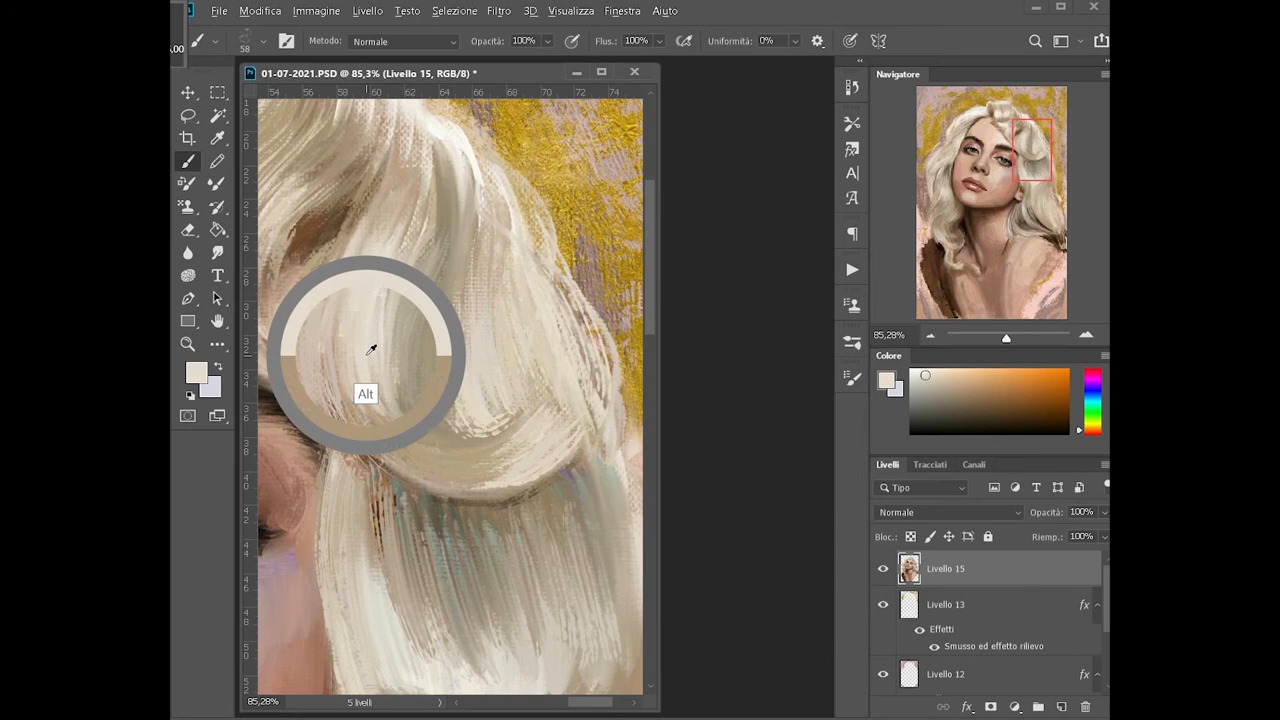 File Modifica Immagine Livello Testo Selezione Filtro 3D Visualizza Finestra Aiuto
58 Metodo: Normale Opacità: 100% Flus.: 100% Uniformità: 0%
01-07-2021.PSD @ 85,3% (Livello 15, RGB/8) *
54 56 58 60 62 64 66 68 70 72 74
Alt
85,28% 5 livelli
Navigatore
85,28%
Colore
Livelli Tracciati Canali
Tipo
Normale Opacità: 100%
Bloc.: Riemp.: 100%
Livello 15
Livello 13 fx
Effetti
Smusso ed effetto rilievo
Livello 12 fx